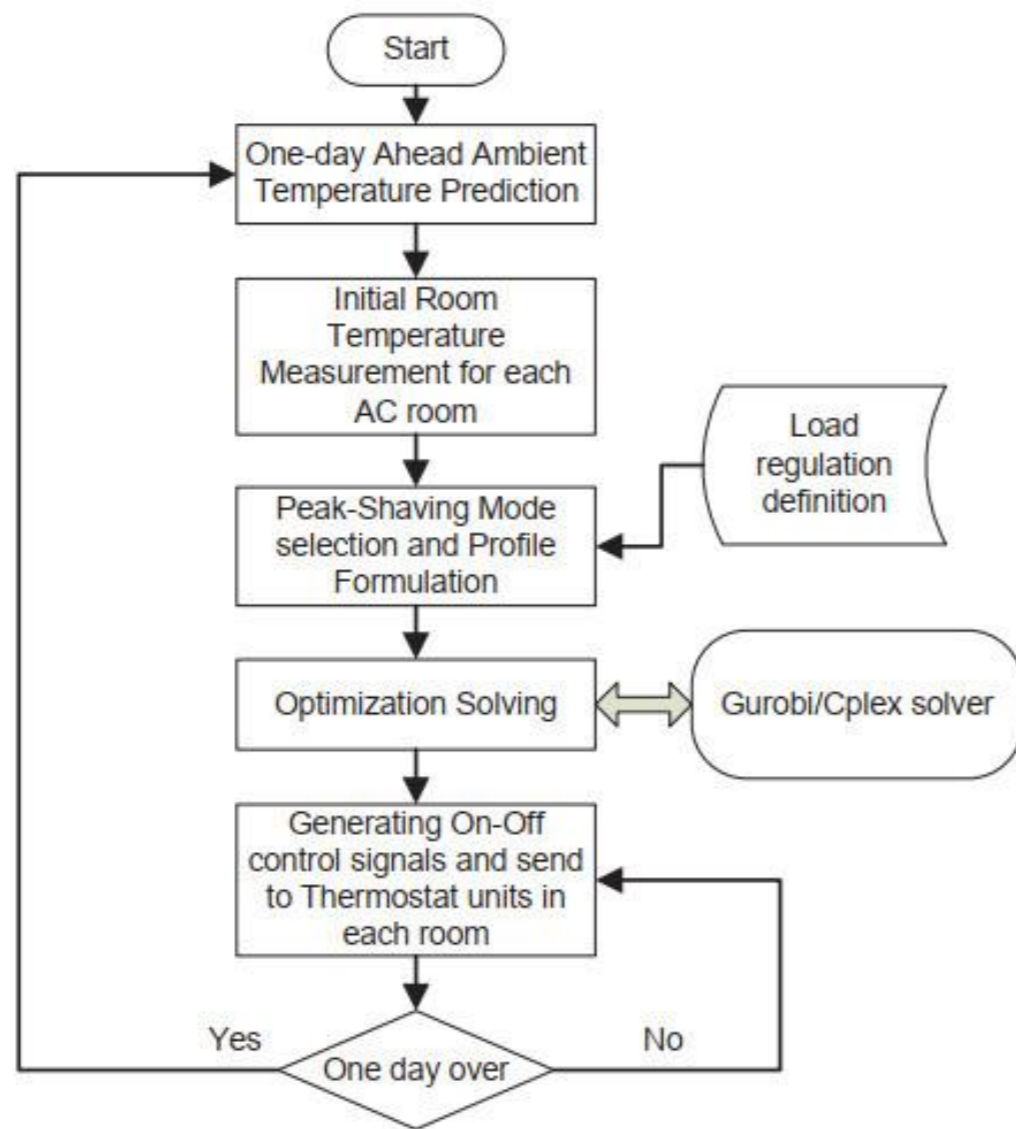 Start
One-day Ahead Ambient
Temperature Prediction
Initial Room
Temperature
Measurement for each
AC room
Load
regulation
definition
Peak-Shaving Mode
selection and Profile
Formulation
Optimization Solving
Gurobi/Cplex solver
Generating On-Off
control signals and send
to Thermostat units in
each room
Yes
No
One day over